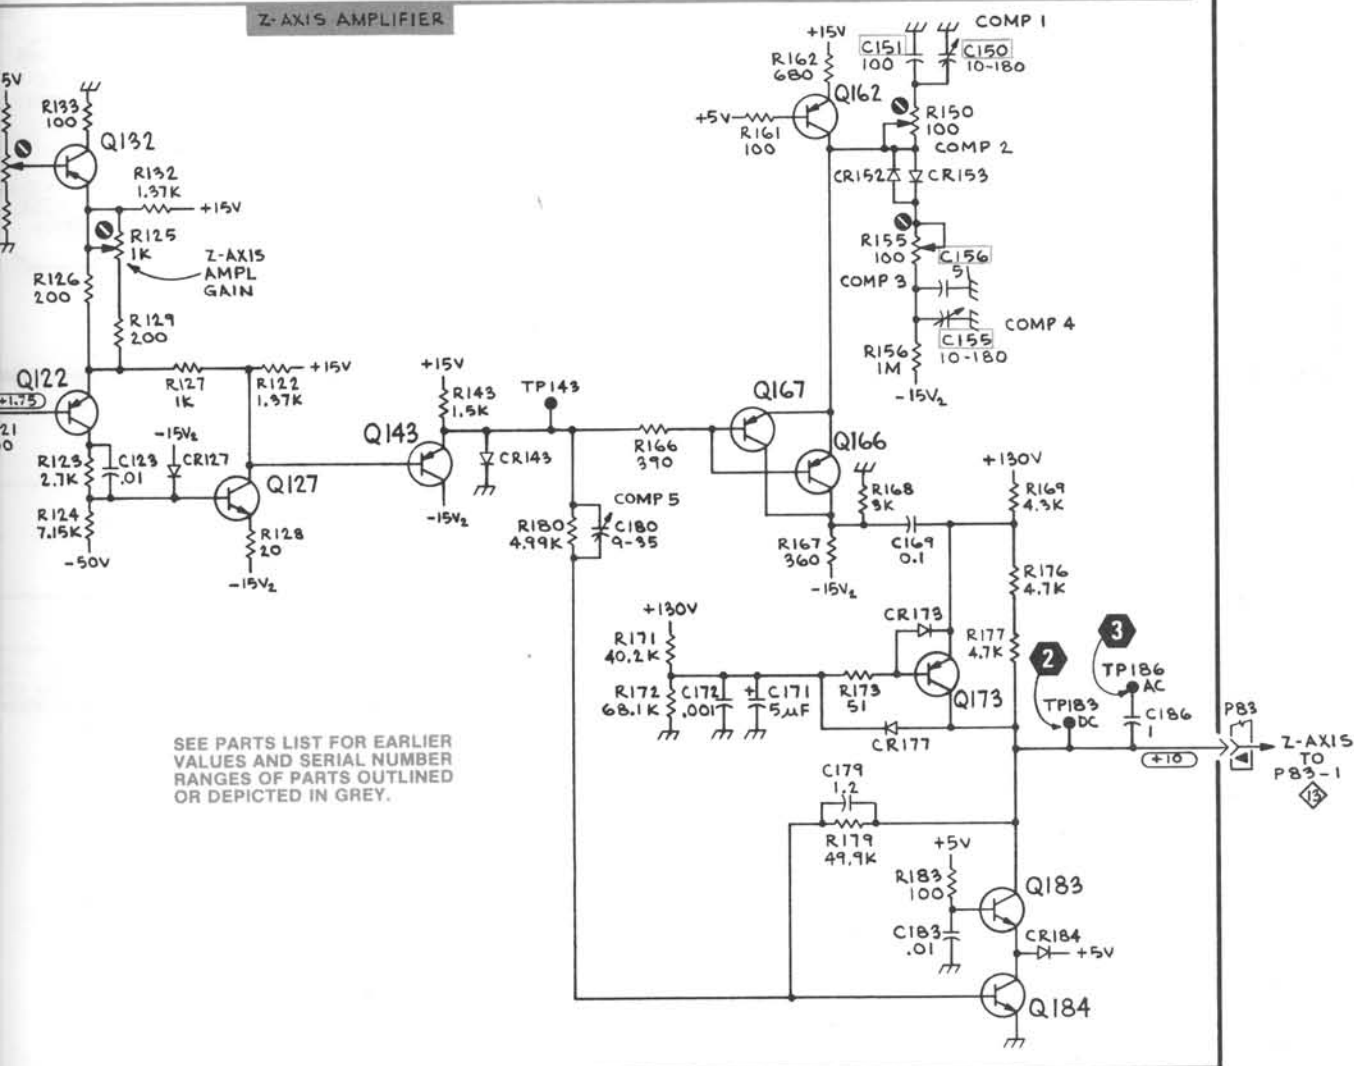 Z-AXIS AMPLIFIER
COMP 1
+15V
C151
100
C150
10-180
R162
680
Q162
5V
R133
100
Q132
+5V
R161
100
R150
100
COMP 2
R132
1.37K
+15V
CR152
CR153
R125
1K
Z-AXIS
AMPL
GAIN
R155
100
C156
51
R126
200
COMP 3
R129
200
COMP 4
C155
10-180
R156
1M
-15V2
Q122
+1.75
R127
1K
R122
1.37K
+15V
+15V
R143
1.5K
TP143
Q167
21
0
-15V2
Q143
Q166
R123
2.7K
C123
.01
CR127
Q127
CR143
R166
390
+130V
R168
3K
R169
4.3K
R124
7.15K
-50V
R128
20
-15V2
-15V2
COMP 5
R180
4.99K
C180
9-35
R167
360
-15V2
C169
0.1
R176
4.7K
+130V
CR173
R171
40.2K
R177
4.7K
2
3
R172
68.1K
C172
.001
+
C171
5µF
R173
51
Q173
TP183
DC
TP186
AC
C186
1
P83
CR177
+10
Z-AXIS
TO
P83-1
13
SEE PARTS LIST FOR EARLIER
VALUES AND SERIAL NUMBER
RANGES OF PARTS OUTLINED
OR DEPICTED IN GREY.
C179
1.2
R179
49.9K
+5V
R183
100
Q183
C183
.01
CR184
+5V
Q184